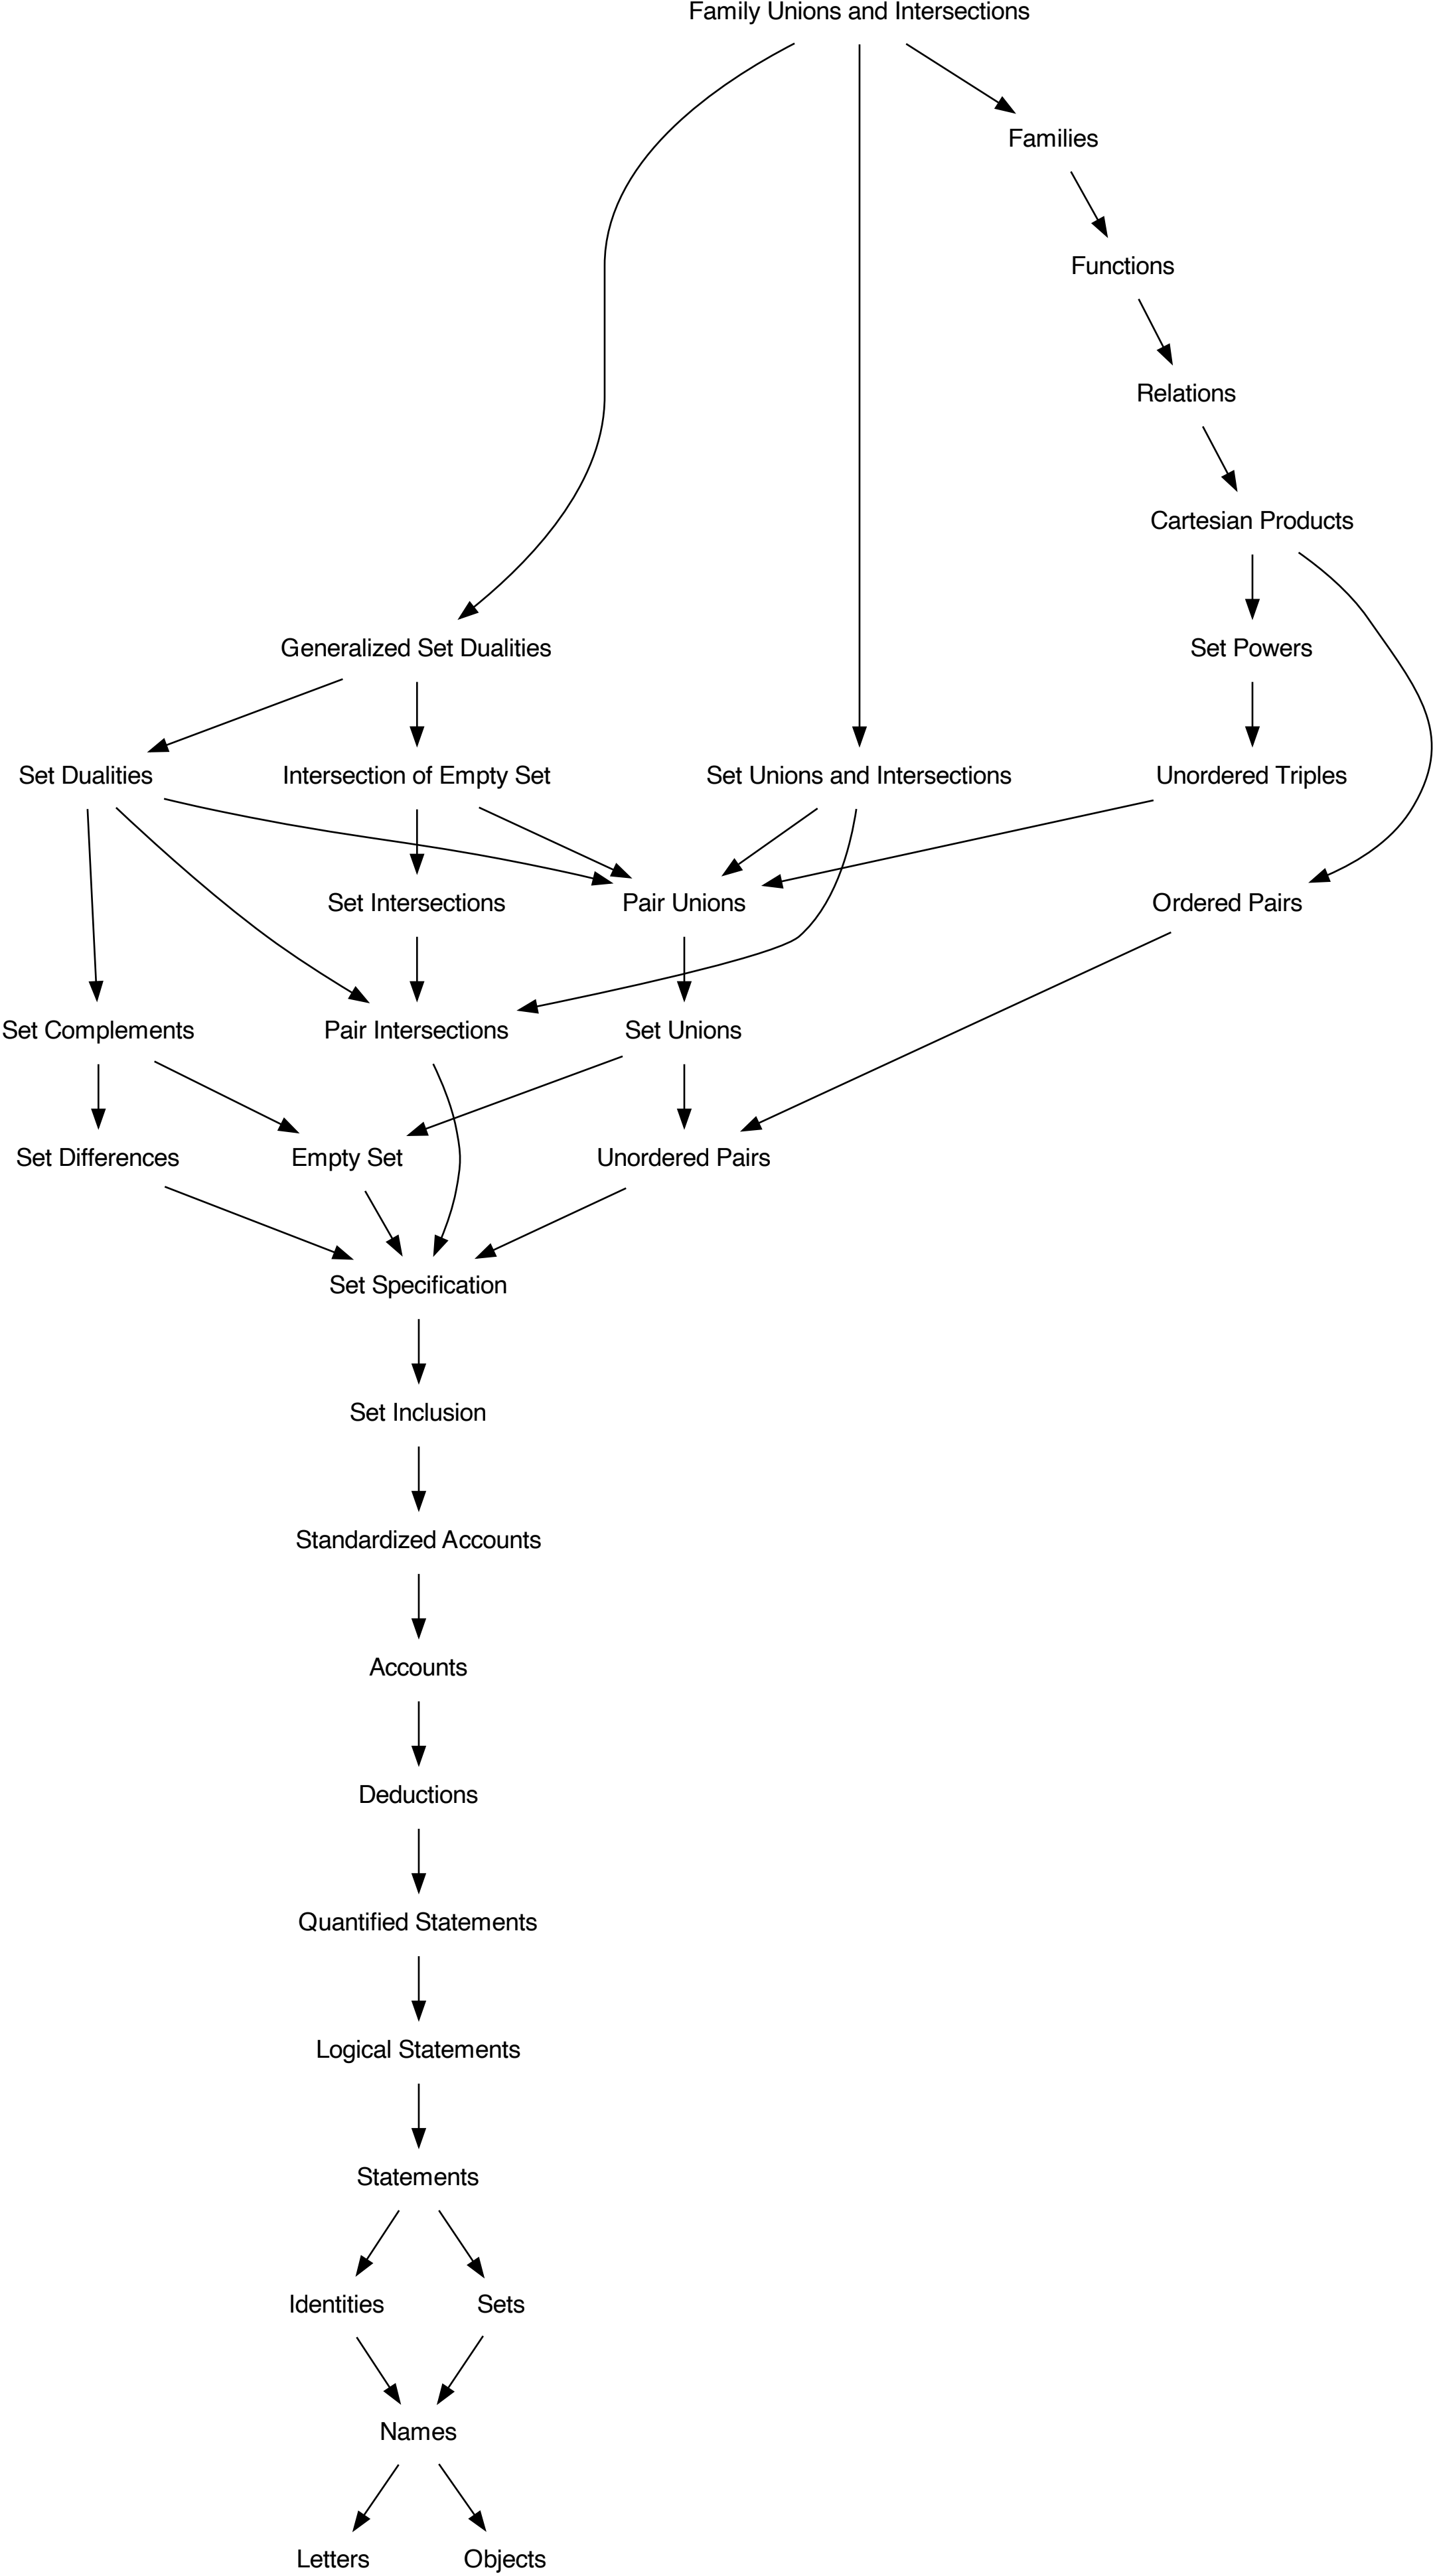 Family Unions and Intersections
Families
Functions
Relations
Cartesian Products
Generalized Set Dualities
Set Powers
Set Dualities
Intersection of Empty Set
Set Unions and Intersections
Unordered Triples
Set Intersections
Pair Unions
Ordered Pairs
Set Complements
Pair Intersections
Set Unions
Set Differences
Empty Set
Unordered Pairs
Set Specification
Set Inclusion
Standardized Accounts
Accounts
Deductions
Quantified Statements
Logical Statements
Statements
Identities
Sets
Names
Letters
Objects